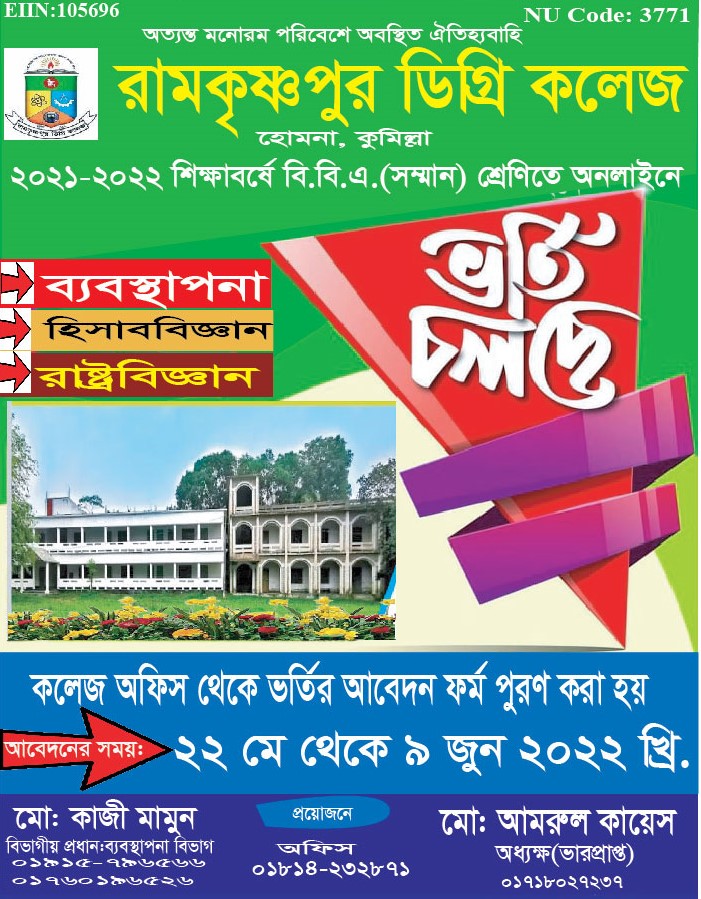 EIIN:105696
NU Code: 3771
অত্যন্ত মনোরম পরিবেশে অবস্থিত ঐতিহ্যবাহি
রামকৃষ্ণপুর ডিগ্রি কলেজ
রামকৃষ্ণপুর ডিগ্রি কলেজ
হোমনা, কুমিল্লা
২০২১-২০২২ শিক্ষাবর্ষে বি.বি.এ.(সম্মান) শ্রেণিতে অনলাইনে
ভর্তি
চলছে
ব্যবস্থাপনা
হিসাববিজ্ঞান
রাষ্ট্রবিজ্ঞান
কলেজ অফিস থেকে ভর্তির আবেদন ফর্ম পুরণ করা হয়
আবেদনের সময়: ২২ মে থেকে ৯ জুন ২০২২ খ্রি.
মো: কাজী মামুন
বিভাগীয় প্রধান:ব্যবস্থাপনা বিভাগ
০১৯১৫-৭৯৬৫৬৬
০১৭৬০১৯৬৫২৬
প্রয়োজনে
অফিস
০১৮১৪-২৩২৮৭১
মো: আমরুল কায়েস
অধ্যক্ষ(ভারপ্রাপ্ত)
০১৭১৮০২৭২৩৭